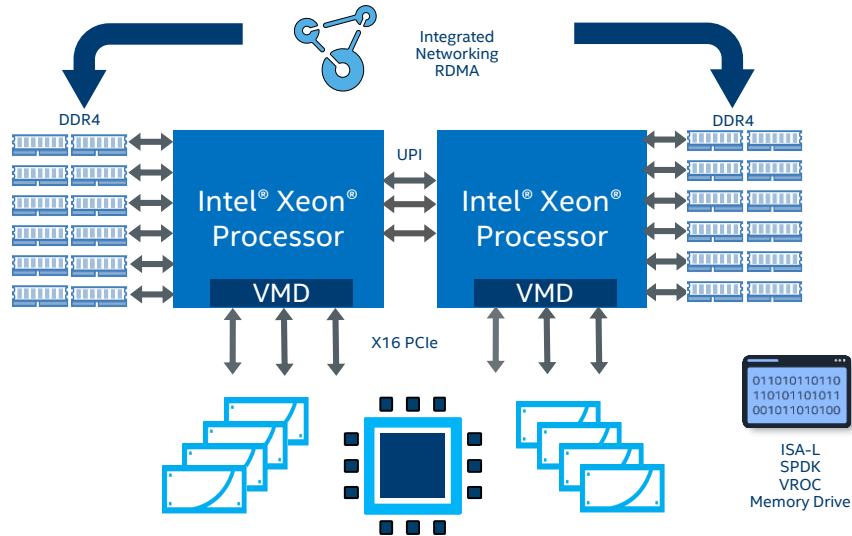 Integrated
Networking
RDMA
DDR4
DDR4
UPI
Intel® Xeon®
Processor
Intel® Xeon®
Processor
VMD
VMD
X16 PCIe
011010110110
110101101011
001011010100
ISA-L
SPDK
VROC
Memory Drive